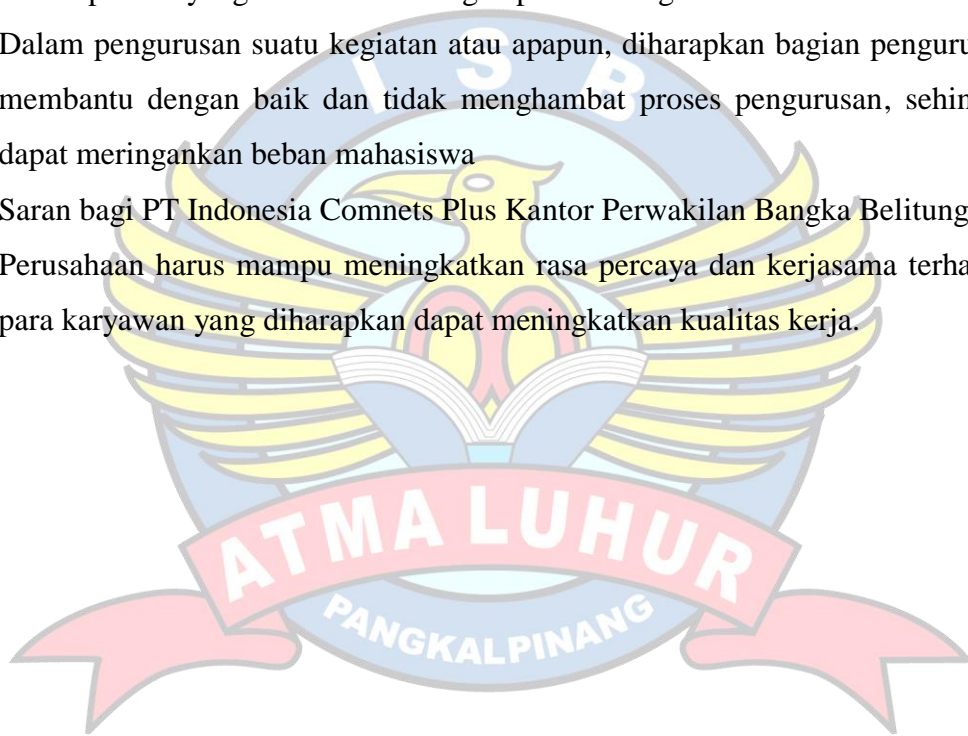 Dalam pengurusan suatu kegiatan atau apapun, diharapkan bagian penguru
membantu dengan baik dan tidak menghambat proses pengurusan, sehin
dapat meringankan beban mahasiswa
Saran bagi PT Indonesia Comnets Plus Kantor Perwakilan Bangka Belitung
Perusahaan harus mampu meningkatkan rasa percaya dan kerjasama terha
para karyawan yang diharapkan dapat meningkatkan kualitas kerja.
I S B
ATMA LUHUR
PANGKALPINANG